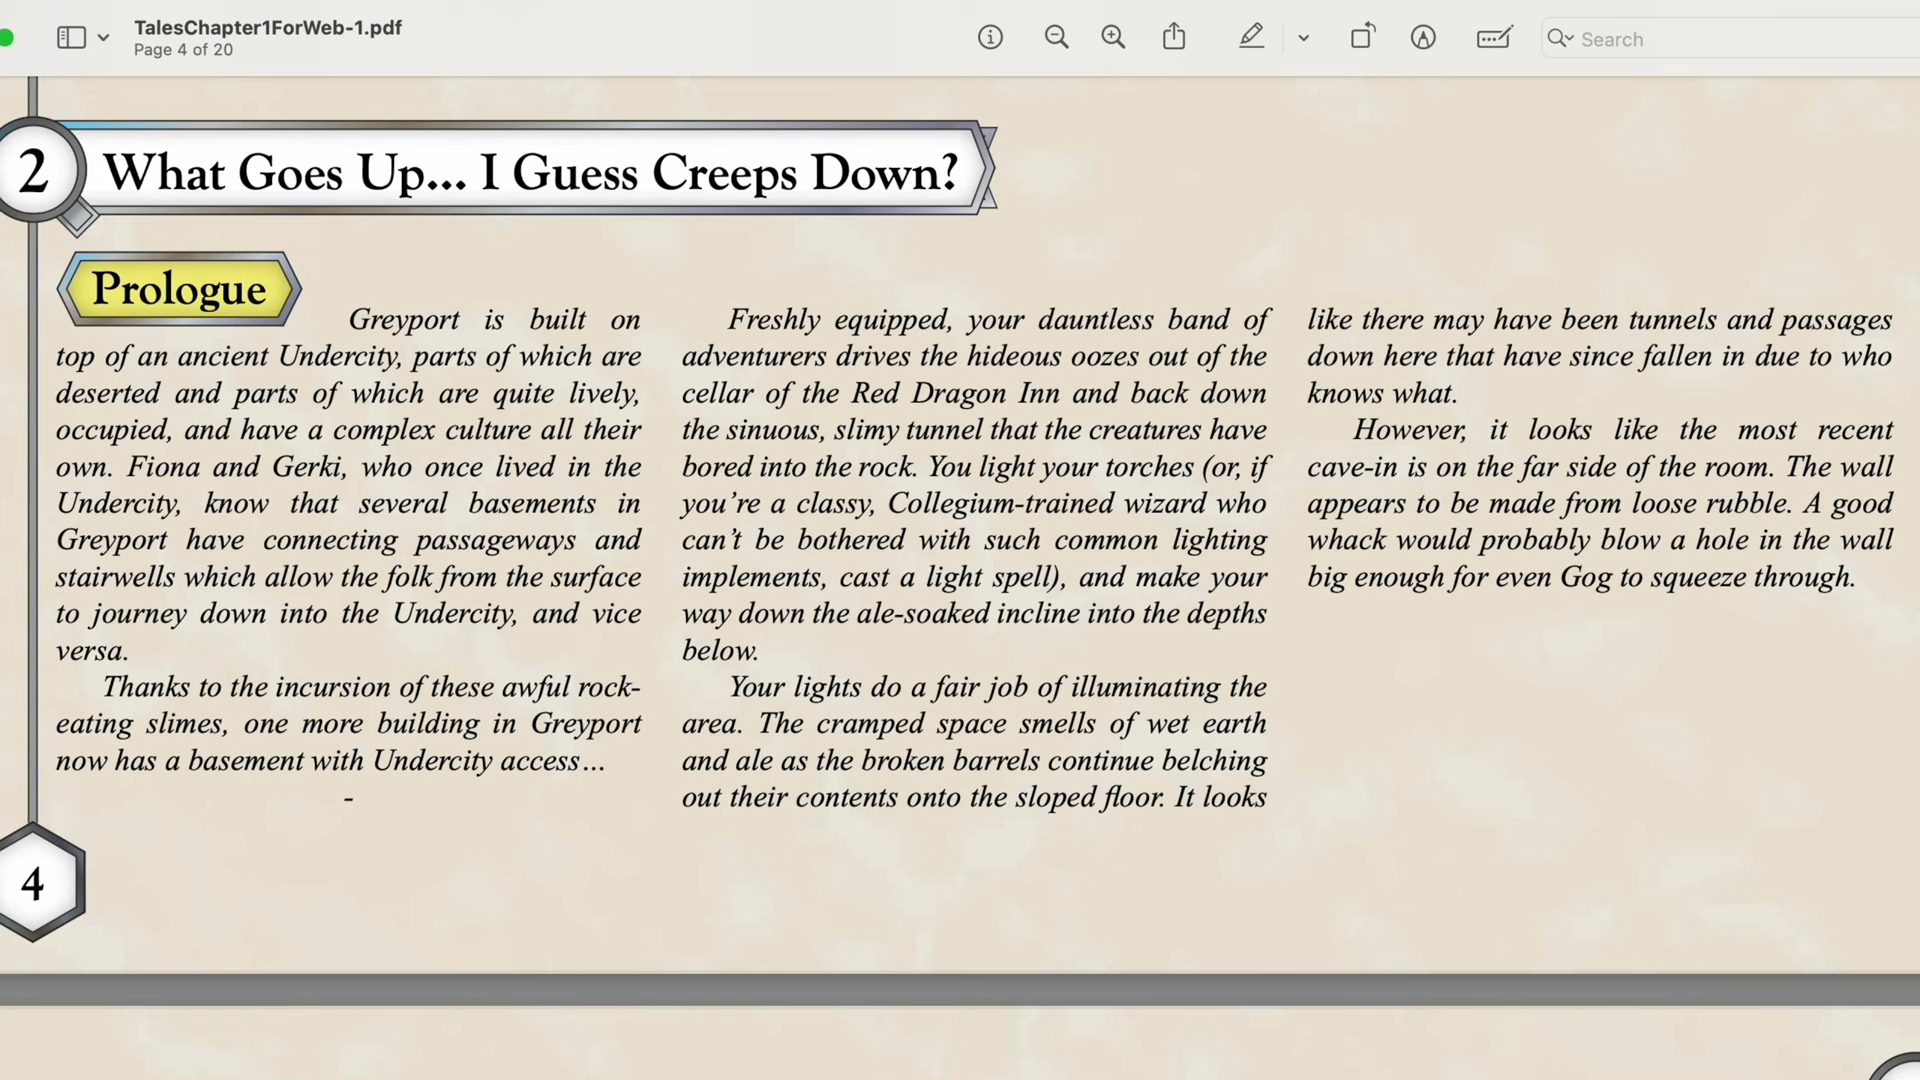 TalesChapter1ForWeb-1.pdf
Page 4 of 20
Search
2
What Goes Up... I Guess Creeps Down?
Prologue
Greyport is built on
top of an ancient Undercity, parts of which are
deserted and parts of which are quite lively,
occupied, and have a complex culture all their
own. Fiona and Gerki, who once lived in the
Undercity, know that several basements in
Greyport have connecting passageways and
stairwells which allow the folk from the surface
to journey down into the Undercity, and vice
versa.
Thanks to the incursion of these awful rock-
eating slimes, one more building in Greyport
now has a basement with Undercity access...
-
Freshly equipped, your dauntless band of
adventurers drives the hideous oozes out of the
cellar of the Red Dragon Inn and back down
the sinuous, slimy tunnel that the creatures have
bored into the rock. You light your torches (or, if
you're a classy, Collegium-trained wizard who
can't be bothered with such common lighting
implements, cast a light spell), and make your
way down the ale-soaked incline into the depths
below.
Your lights do a fair job of illuminating the
area. The cramped space smells of wet earth
and ale as the broken barrels continue belching
out their contents onto the sloped floor. It looks
like there may have been tunnels and passages
down here that have since fallen in due to who
knows what.
However, it looks like the most recent
cave-in is on the far side of the room. The wall
appears to be made from loose rubble. A good
whack would probably blow a hole in the wall
big enough for even Gog to squeeze through.
4